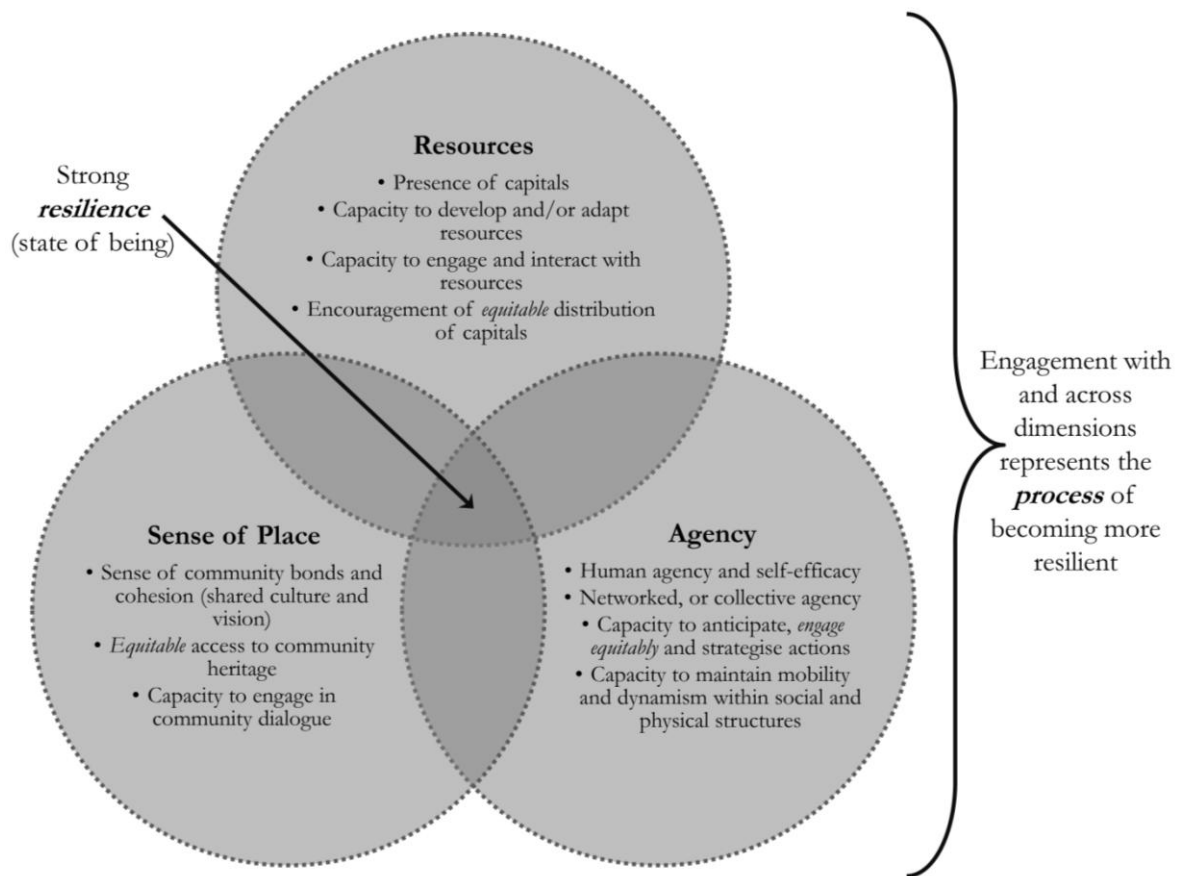 Resources
• Presence of capitals
• Capacity to develop and/or adapt
resources
• Capacity to engage and interact with
resources
• Encouragement of equitable distribution
of capitals
Strong
resilience
(state of being)
Sense of Place
• Sense of community bonds and
cohesion (shared culture and
vision)
• Equitable access to community
heritage
• Capacity to engage in
community dialogue
Agency
• Human agency and self-efficacy
• Networked, or collective agency
• Capacity to anticipate, engage
equitably and strategise actions
• Capacity to maintain mobility
and dynamism within social and
physical structures
Engagement with
and across
dimensions
represents the
process of
becoming more
resilient